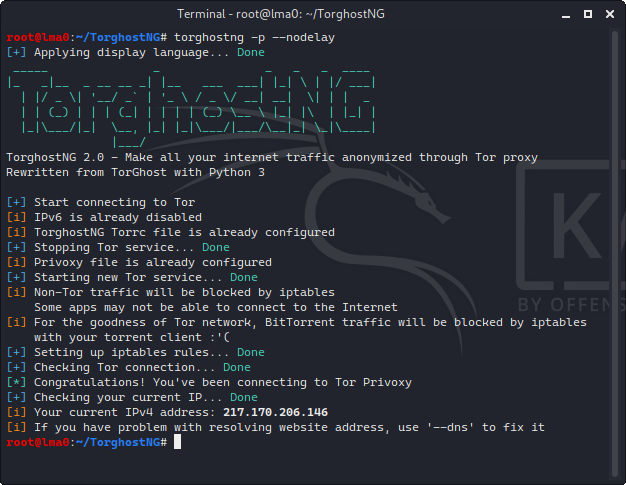 Terminal - root@lma0: ~/TorghostNG
root@lma0:~/TorghostNG# torghostng -p --nodelay
[+] Applying display language... Done
TorghostNG
TorghostNG 2.0 - Make all your internet traffic anonymized through Tor proxy
Rewritten from TorGhost with Python 3
[+] Start connecting to Tor
[i] IPv6 is already disabled
[i] TorghostNG Torrc file is already configured
[+] Stopping Tor service... Done
[i] Privoxy file is already configured
[+] Starting new Tor service... Done
[i] Non-Tor traffic will be blocked by iptables
Some apps may not be able to connect to the Internet
[i] For the goodness of Tor network, BitTorrent traffic will be blocked by iptables
with your torrent client :'(
[+] Setting up iptables rules... Done
[+] Checking Tor connection... Done
[*] Congratulations! You've been connecting to Tor Privoxy
[+] Checking your current IP... Done
[i] Your current IPv4 address: 217.170.206.146
[i] If you have problem with resolving website address, use '--dns' to fix it
root@lma0:~/TorghostNG#
K
BY OFFENS